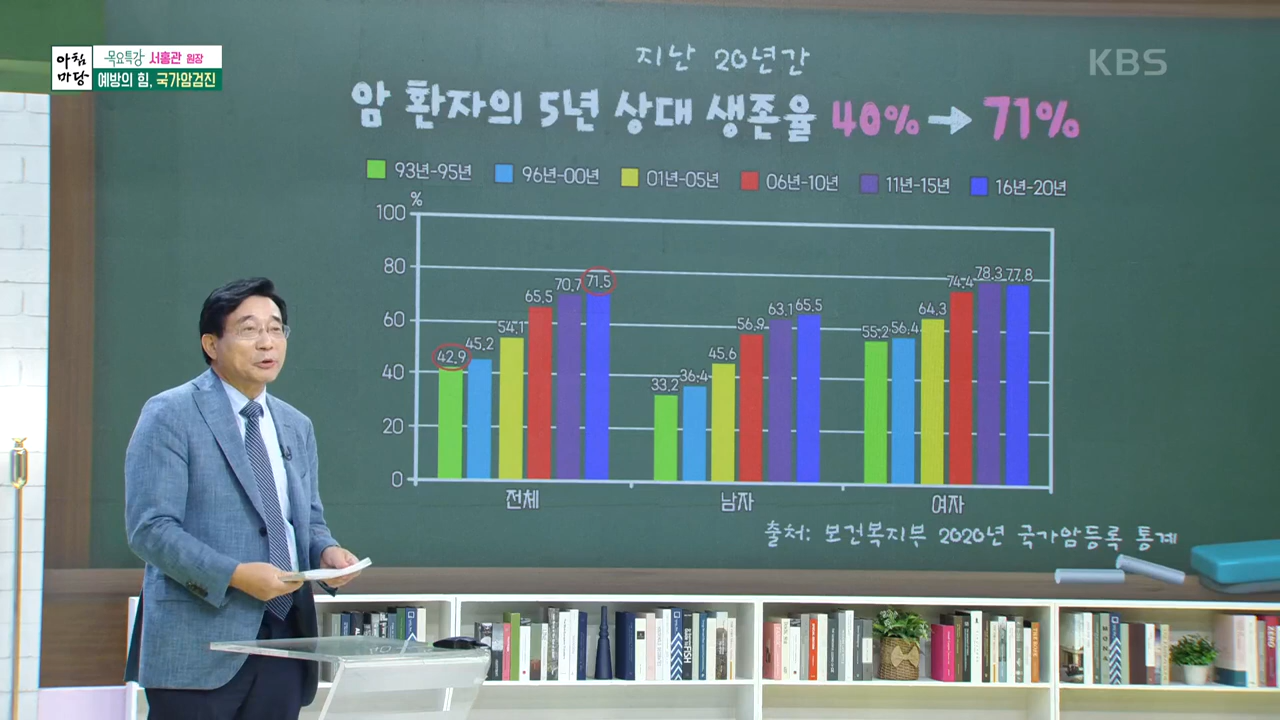 아침
마당
목요특강 서홍관 원장
예방의 힘, 국가암검진
KBS
지난 20년간
암 환자의 5년 상대 생존율 40% → 71%
93년-95년 96년-00년 01년-05년 06년-10년 11년-15년 16년-20년
%
100
80
60
40
20
0
42.9 45.2 54.1 65.5 70.7 71.5
33.2 36.4 45.6 56.9 63.1 65.5
55.2 56.4 64.3 74.4 78.3 77.8
전체 남자 여자
출처: 보건복지부 2020년 국가암등록 통계